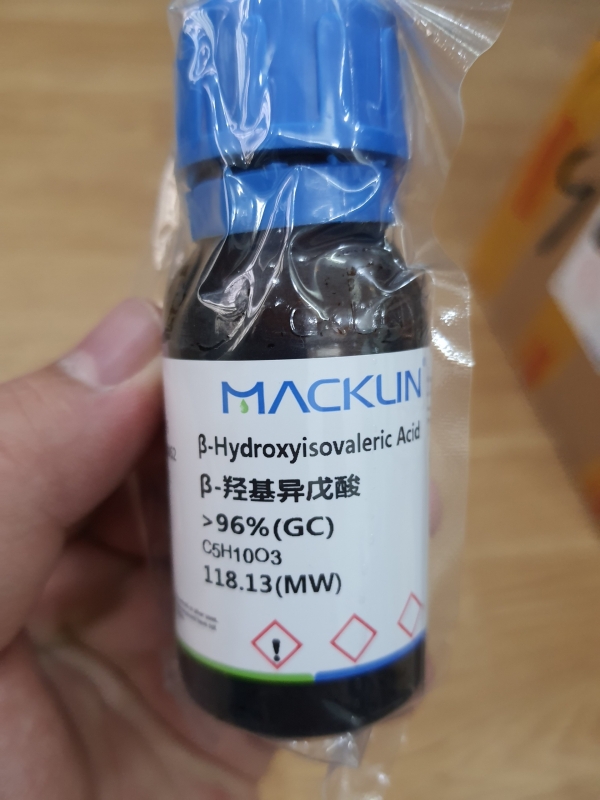 MACKLIN
β-Hydroxyisovaleric Acid
β-羟基异戊酸
>96%(GC)
C5H10O3
118.13(MW)